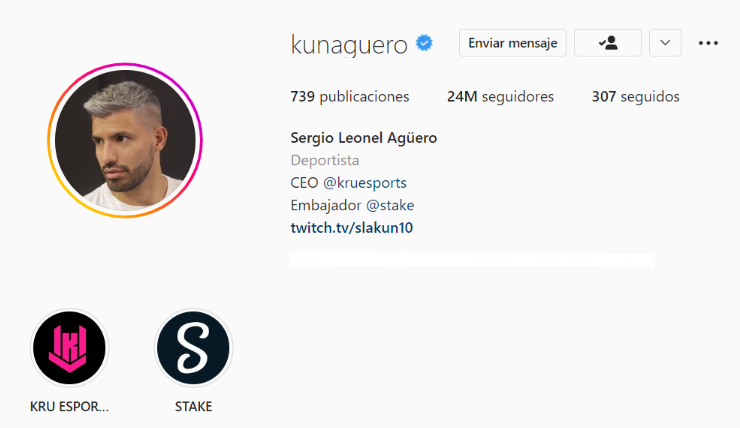 kunaguero Enviar mensaje
739 publicaciones 24M seguidores 307 seguidos
Sergio Leonel Agüero
Deportista
CEO @kruesports
Embajador @stake
twitch.tv/slakun10
K
S
KRU ESPOR... STAKE